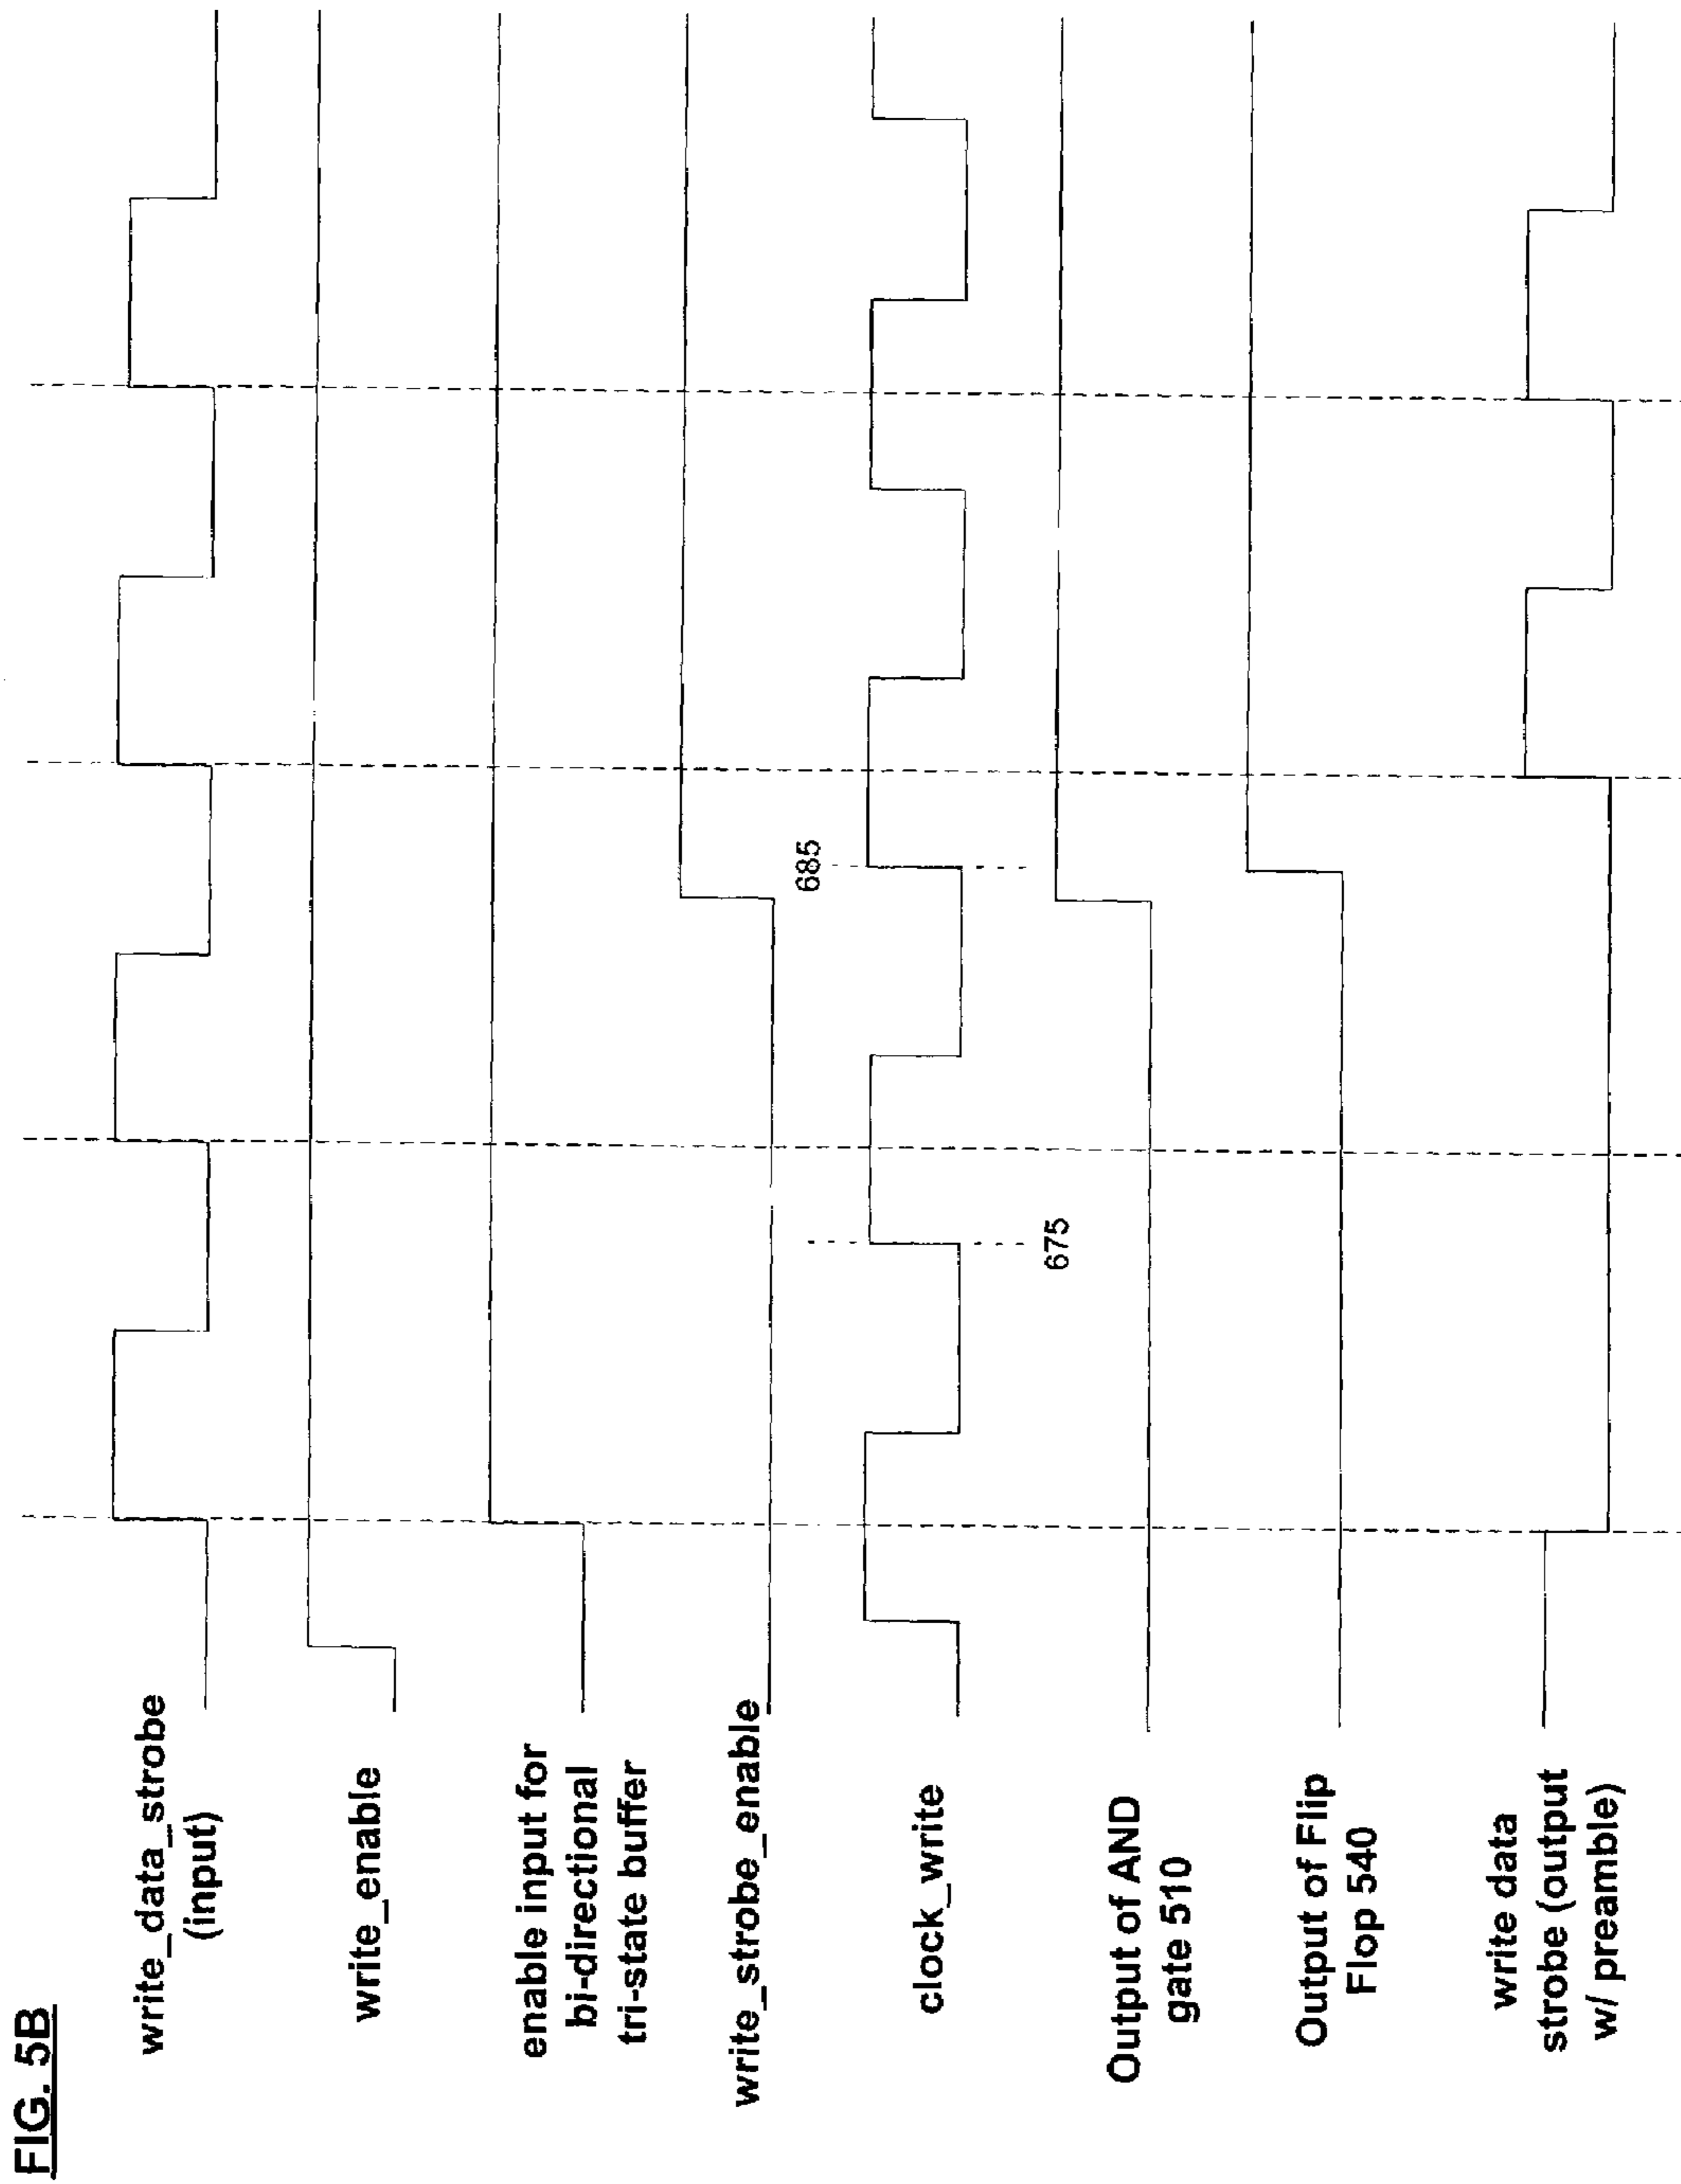 FIG. 5B
write_data_strobe
(input)
write_enable
enable input for
bi-directional
tri-state buffer
write_strobe_enable
685
clock_write
675
Output of AND
gate 510
Output of Flip
Flop 540
write data
strobe (output
w/ preamble)